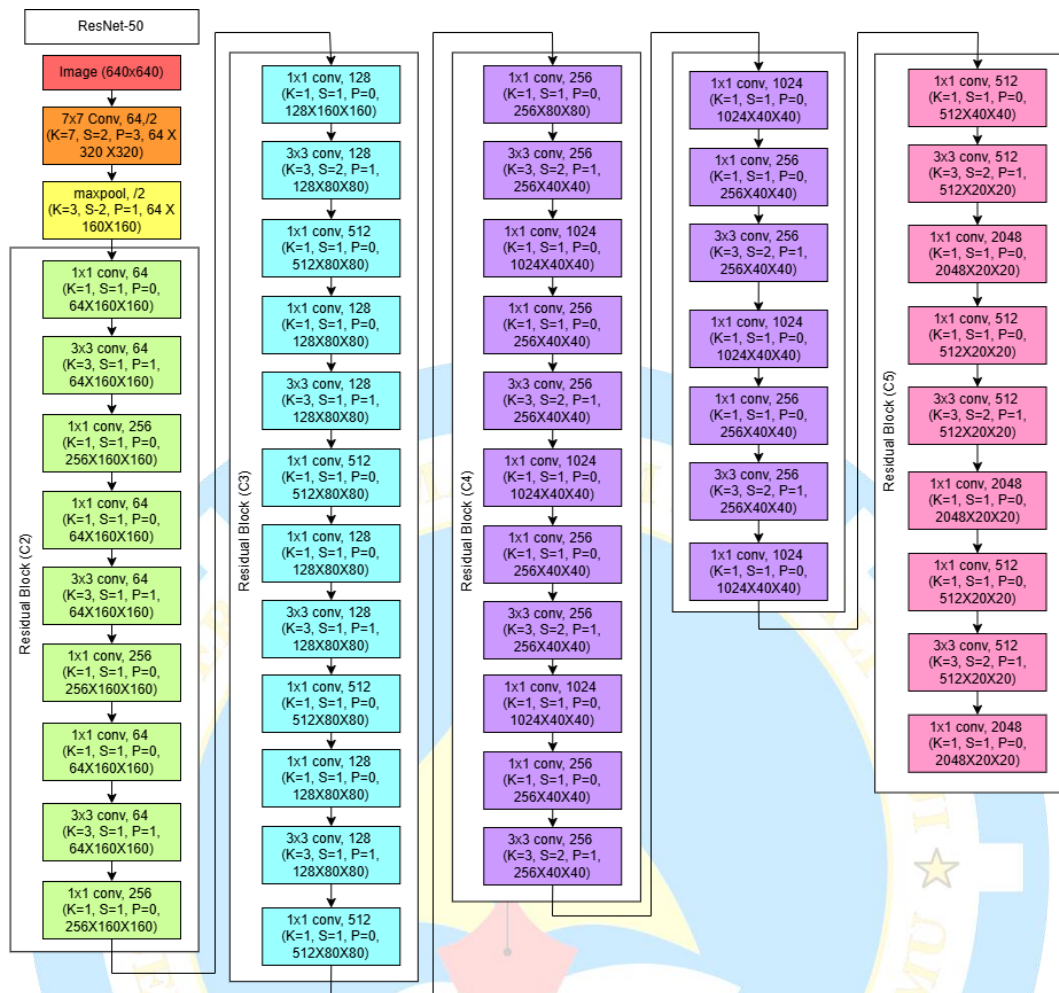 ResNet-50
Image (640x640)
7x7 Conv, 64,/2
(K=7, S=2, P=3, 64 X
320 X320)
maxpool, /2
(K=3, S-2, P=1, 64 X
160X160)
Residual Block (C2)
1x1 conv, 64
(K=1, S=1, P=0,
64X160X160)
3x3 conv, 64
(K=3, S=1, P=1,
64X160X160)
1x1 conv, 256
(K=1, S=1, P=0,
256X160X160)
1x1 conv, 64
(K=1, S=1, P=0,
64X160X160)
3x3 conv, 64
(K=3, S=1, P=1,
64X160X160)
1x1 conv, 256
(K=1, S=1, P=0,
256X160X160)
1x1 conv, 64
(K=1, S=1, P=0,
64X160X160)
3x3 conv, 64
(K=3, S=1, P=1,
64X160X160)
1x1 conv, 256
(K=1, S=1, P=0,
256X160X160)
Residual Block (C3)
1x1 conv, 128
(K=1, S=1, P=0,
128X160X160)
3x3 conv, 128
(K=3, S=2, P=1,
128X80X80)
1x1 conv, 512
(K=1, S=1, P=0,
512X80X80)
1x1 conv, 128
(K=1, S=1, P=0,
128X80X80)
3x3 conv, 128
(K=3, S=1, P=1,
128X80X80)
1x1 conv, 512
(K=1, S=1, P=0,
512X80X80)
1x1 conv, 128
(K=1, S=1, P=0,
128X80X80)
3x3 conv, 128
(K=3, S=1, P=1,
128X80X80)
1x1 conv, 512
(K=1, S=1, P=0,
512X80X80)
1x1 conv, 128
(K=1, S=1, P=0,
128X80X80)
3x3 conv, 128
(K=3, S=1, P=1,
128X80X80)
1x1 conv, 512
(K=1, S=1, P=0,
512X80X80)
Residual Block (C4)
1x1 conv, 256
(K=1, S=1, P=0,
256X80X80)
3x3 conv, 256
(K=3, S=2, P=1,
256X40X40)
1x1 conv, 1024
(K=1, S=1, P=0,
1024X40X40)
1x1 conv, 256
(K=1, S=1, P=0,
256X40X40)
3x3 conv, 256
(K=3, S=2, P=1,
256X40X40)
1x1 conv, 1024
(K=1, S=1, P=0,
1024X40X40)
1x1 conv, 256
(K=1, S=1, P=0,
256X40X40)
3x3 conv, 256
(K=3, S=2, P=1,
256X40X40)
1x1 conv, 1024
(K=1, S=1, P=0,
1024X40X40)
1x1 conv, 256
(K=1, S=1, P=0,
256X40X40)
3x3 conv, 256
(K=3, S=2, P=1,
256X40X40)
1x1 conv, 1024
(K=1, S=1, P=0,
1024X40X40)
1x1 conv, 256
(K=1, S=1, P=0,
256X40X40)
3x3 conv, 256
(K=3, S=2, P=1,
256X40X40)
1x1 conv, 1024
(K=1, S=1, P=0,
1024X40X40)
1x1 conv, 256
(K=1, S=1, P=0,
256X40X40)
3x3 conv, 256
(K=3, S=2, P=1,
256X40X40)
1x1 conv, 1024
(K=1, S=1, P=0,
1024X40X40)
Residual Block (C5)
1x1 conv, 512
(K=1, S=1, P=0,
512X40X40)
3x3 conv, 512
(K=3, S=2, P=1,
512X20X20)
1x1 conv, 2048
(K=1, S=1, P=0,
2048X20X20)
1x1 conv, 512
(K=1, S=1, P=0,
512X20X20)
3x3 conv, 512
(K=3, S=2, P=1,
512X20X20)
1x1 conv, 2048
(K=1, S=1, P=0,
2048X20X20)
1x1 conv, 512
(K=1, S=1, P=0,
512X20X20)
3x3 conv, 512
(K=3, S=2, P=1,
512X20X20)
1x1 conv, 2048
(K=1, S=1, P=0,
2048X20X20)